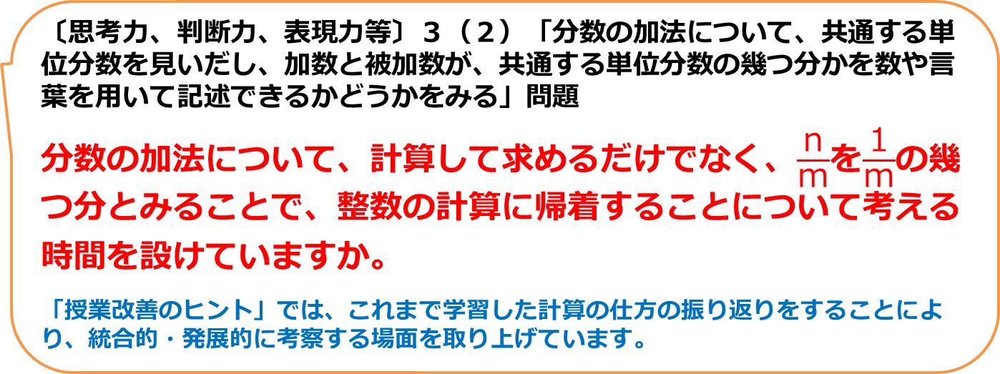 〔思考力、判断力、表現力等〕３（２）「分数の加法について、共通する単
位分数を見いだし、加数と被加数が、共通する単位分数の幾つ分かを数や言
葉を用いて記述できるかどうかをみる」問題
分数の加法について、計算して求めるだけでなく、n/mを1/mの幾
つ分とみることで、整数の計算に帰着することについて考える
時間を設けていますか。
「授業改善のヒント」では、これまで学習した計算の仕方の振り返りをすることによ
り、統合的・発展的に考察する場面を取り上げています。